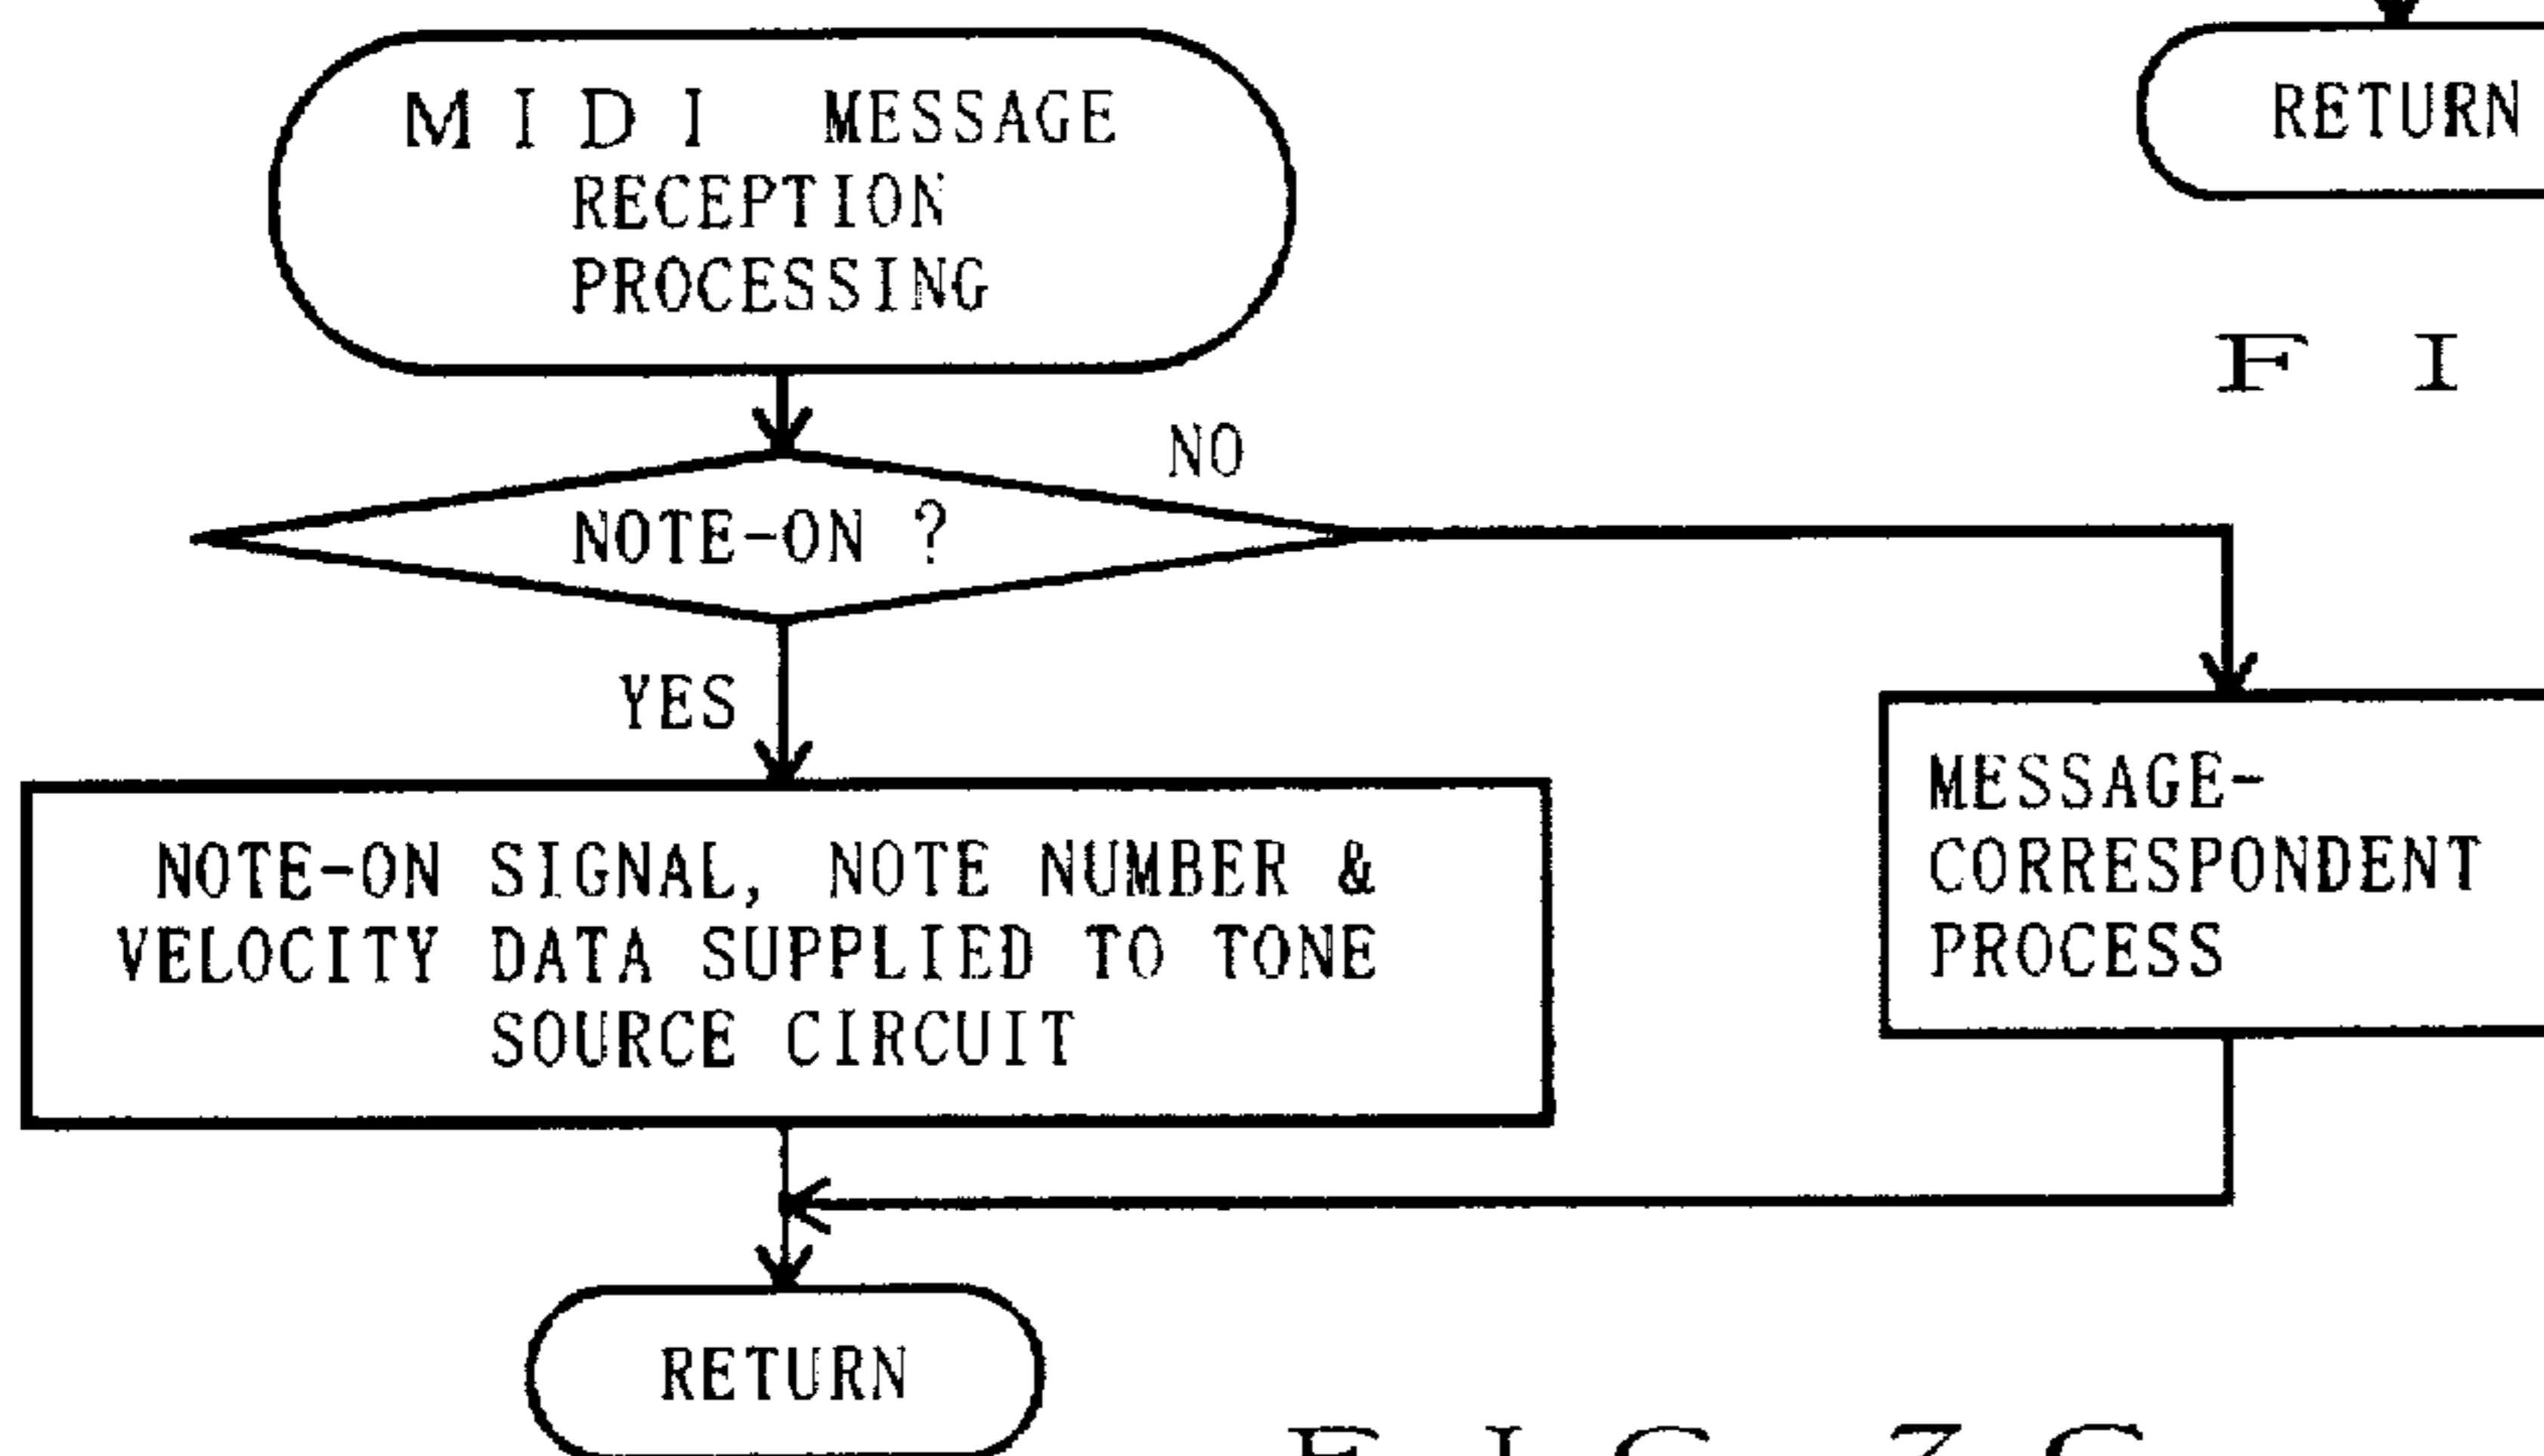 MIDI MESSAGE
RECEPTION
PROCESSING
RETURN
F I
NO
NOTE-ON ?
YES
MESSAGE-
CORRESPONDENT
PROCESS
NOTE-ON SIGNAL, NOTE NUMBER &
VELOCITY DATA SUPPLIED TO TONE
SOURCE CIRCUIT
RETURN